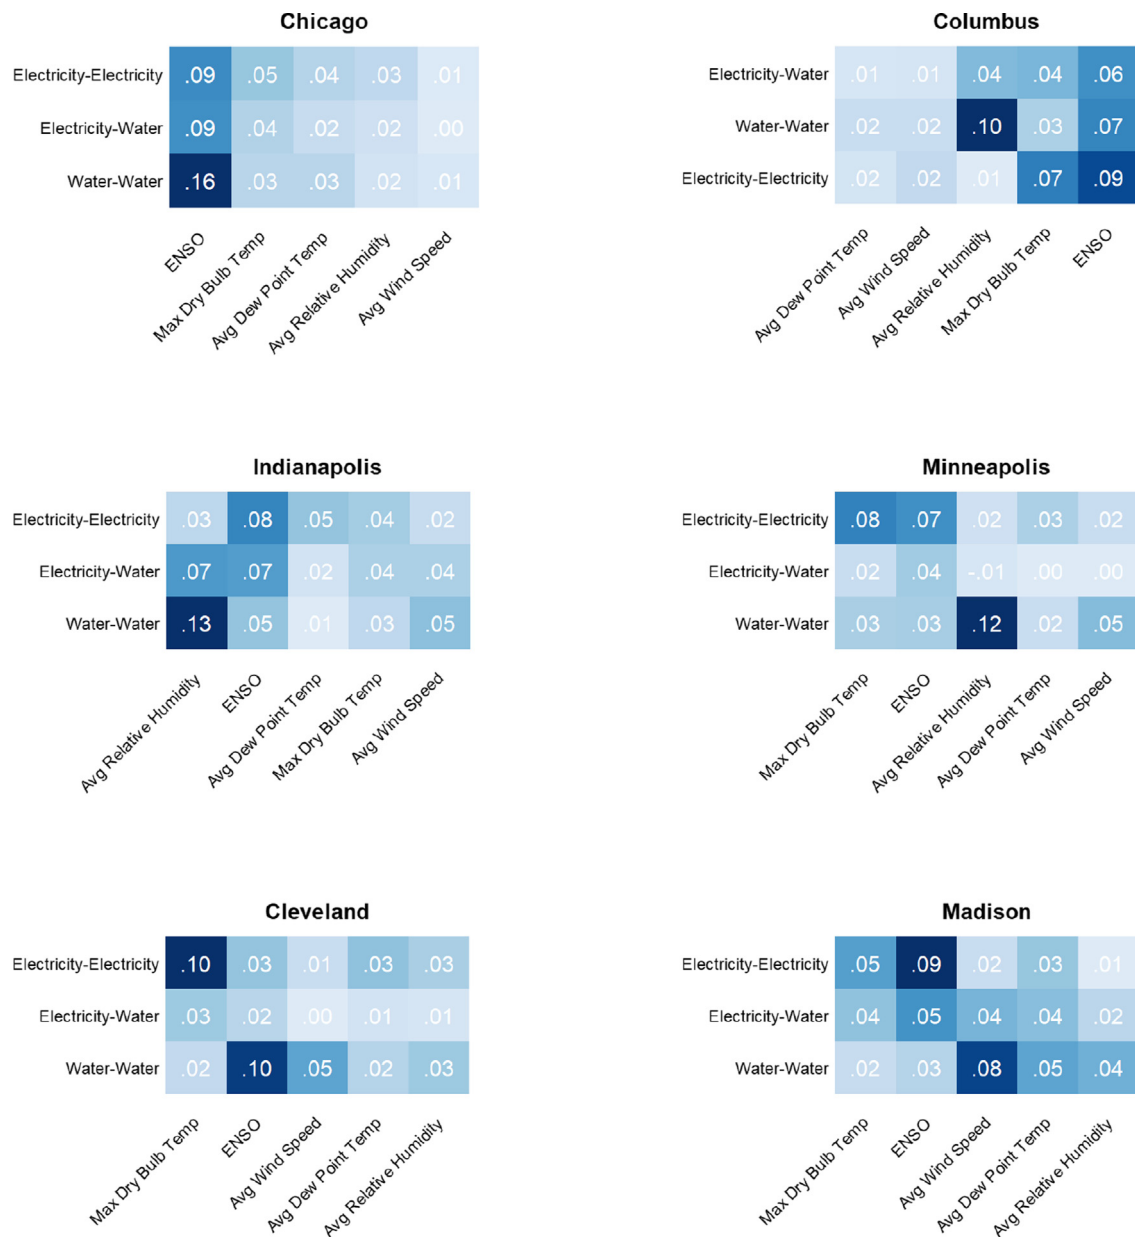 Chicago
Electricity-Electricity .09 .05 .04 .03 .01
Electricity-Water .09 .04 .02 .02 .00
Water-Water .16 .03 .03 .02 .01
ENSO
Max Dry Bulb Temp
Avg Dew Point Temp
Avg Relative Humidity
Avg Wind Speed
Columbus
Electricity-Water .01 .01 .04 .04 .06
Water-Water .02 .02 .10 .03 .07
Electricity-Electricity .02 .02 .01 .07 .09
Avg Dew Point Temp
Avg Wind Speed
Avg Relative Humidity
Max Dry Bulb Temp
ENSO
Indianapolis
Electricity-Electricity .03 .08 .05 .04 .02
Electricity-Water .07 .07 .02 .04 .04
Water-Water .13 .05 .01 .03 .05
Avg Relative Humidity
ENSO
Avg Dew Point Temp
Max Dry Bulb Temp
Avg Wind Speed
Minneapolis
Electricity-Electricity .08 .07 .02 .03 .02
Electricity-Water .02 .04 -.01 .00 .00
Water-Water .03 .03 .12 .02 .05
Max Dry Bulb Temp
ENSO
Avg Relative Humidity
Avg Dew Point Temp
Avg Wind Speed
Cleveland
Electricity-Electricity .10 .03 .01 .03 .03
Electricity-Water .03 .02 .00 .01 .01
Water-Water .02 .10 .05 .02 .03
Max Dry Bulb Temp
ENSO
Avg Wind Speed
Avg Dew Point Temp
Avg Relative Humidity
Madison
Electricity-Electricity .05 .09 .02 .03 .01
Electricity-Water .04 .05 .04 .04 .02
Water-Water .02 .03 .08 .05 .04
Max Dry Bulb Temp
ENSO
Avg Wind Speed
Avg Dew Point Temp
Avg Relative Humidity